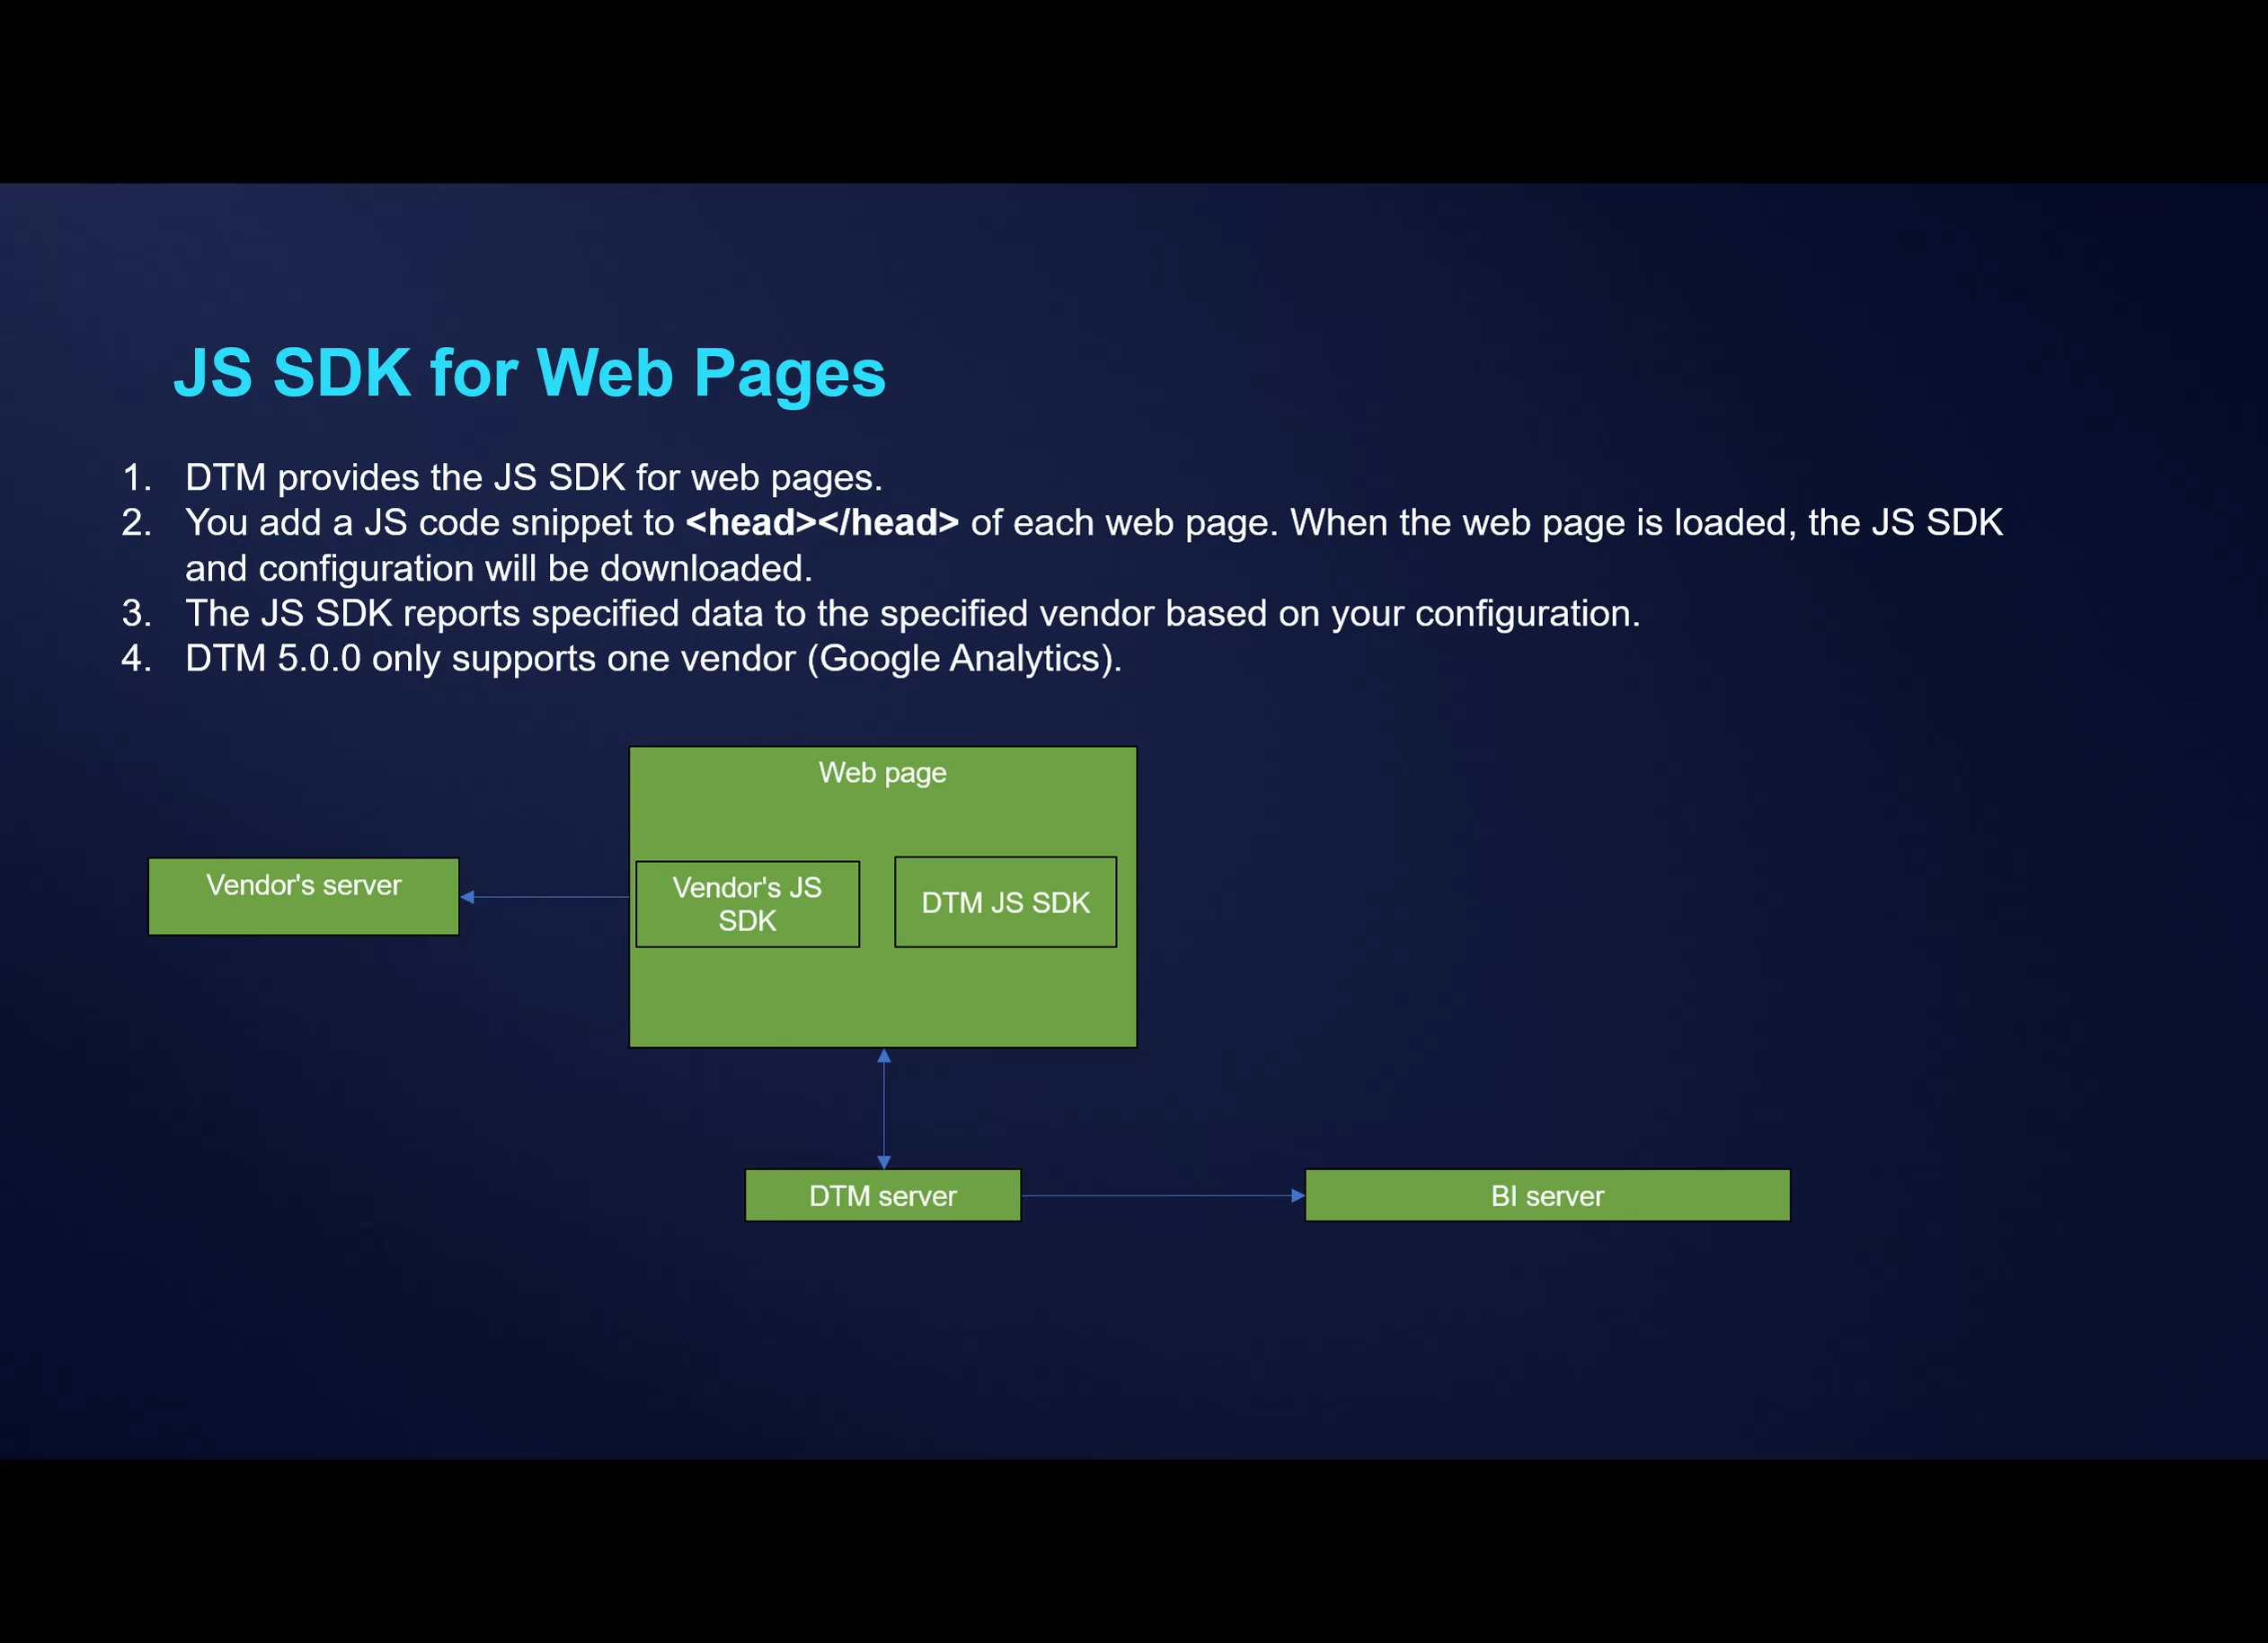 JS SDK for Web Pages
1. DTM provides the JS SDK for web pages.
2. You add a JS code snippet to <head></head> of each web page. When the web page is loaded, the JS SDK
and configuration will be downloaded.
3. The JS SDK reports specified data to the specified vendor based on your configuration.
4. DTM 5.0.0 only supports one vendor (Google Analytics).
Web page
Vendor's server
Vendor's JS
SDK
DTM JS SDK
DTM server
BI server